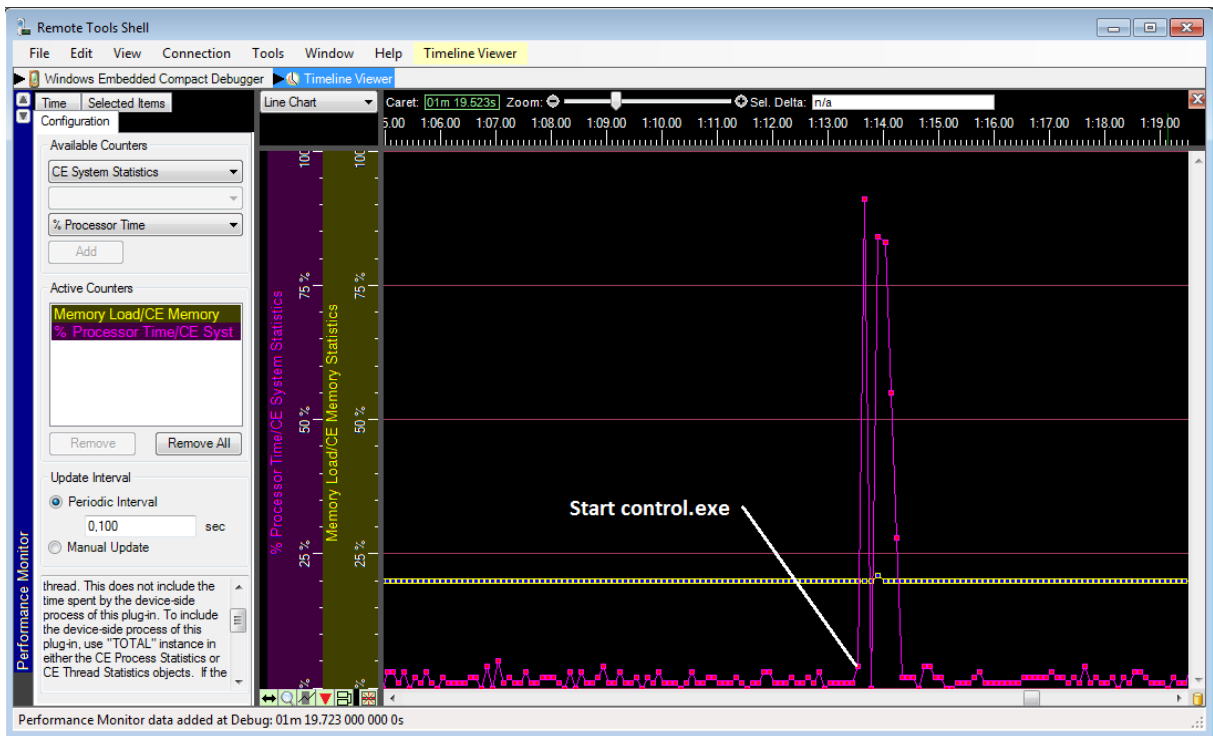 Remote Tools Shell
File Edit View Connection Tools Window Help Timeline Viewer
Windows Embedded Compact Debugger Timeline Viewer
Time Selected Items
Configuration
Available Counters
CE System Statistics
% Processor Time
Add
Active Counters
Memory Load/CE Memory
% Processor Time/CE Syst
Remove Remove All
Update Interval
Periodic Interval
0,100 sec
Manual Update
thread. This does not include the
time spent by the device-side
process of this plug-in. To include
the device-side process of this
plug-in, use "TOTAL" instance in
either the CE Process Statistics or
CE Thread Statistics objects. If the
Performance Monitor
Line Chart Caret: 01m 19.523s Zoom: Sel. Delta: n/a
5.00 1:06.00 1:07.00 1:08.00 1:09.00 1:10.00 1:11.00 1:12.00 1:13.00 1:14.00 1:15.00 1:16.00 1:17.00 1:18.00 1:19.00
% Processor Time/CE System Statistics
Memory Load/CE Memory Statistics
100 100
75 % 75 %
50 % 50 %
25 % 25 %
% %
Start control.exe
Performance Monitor data added at Debug: 01m 19.723 000 000 0s